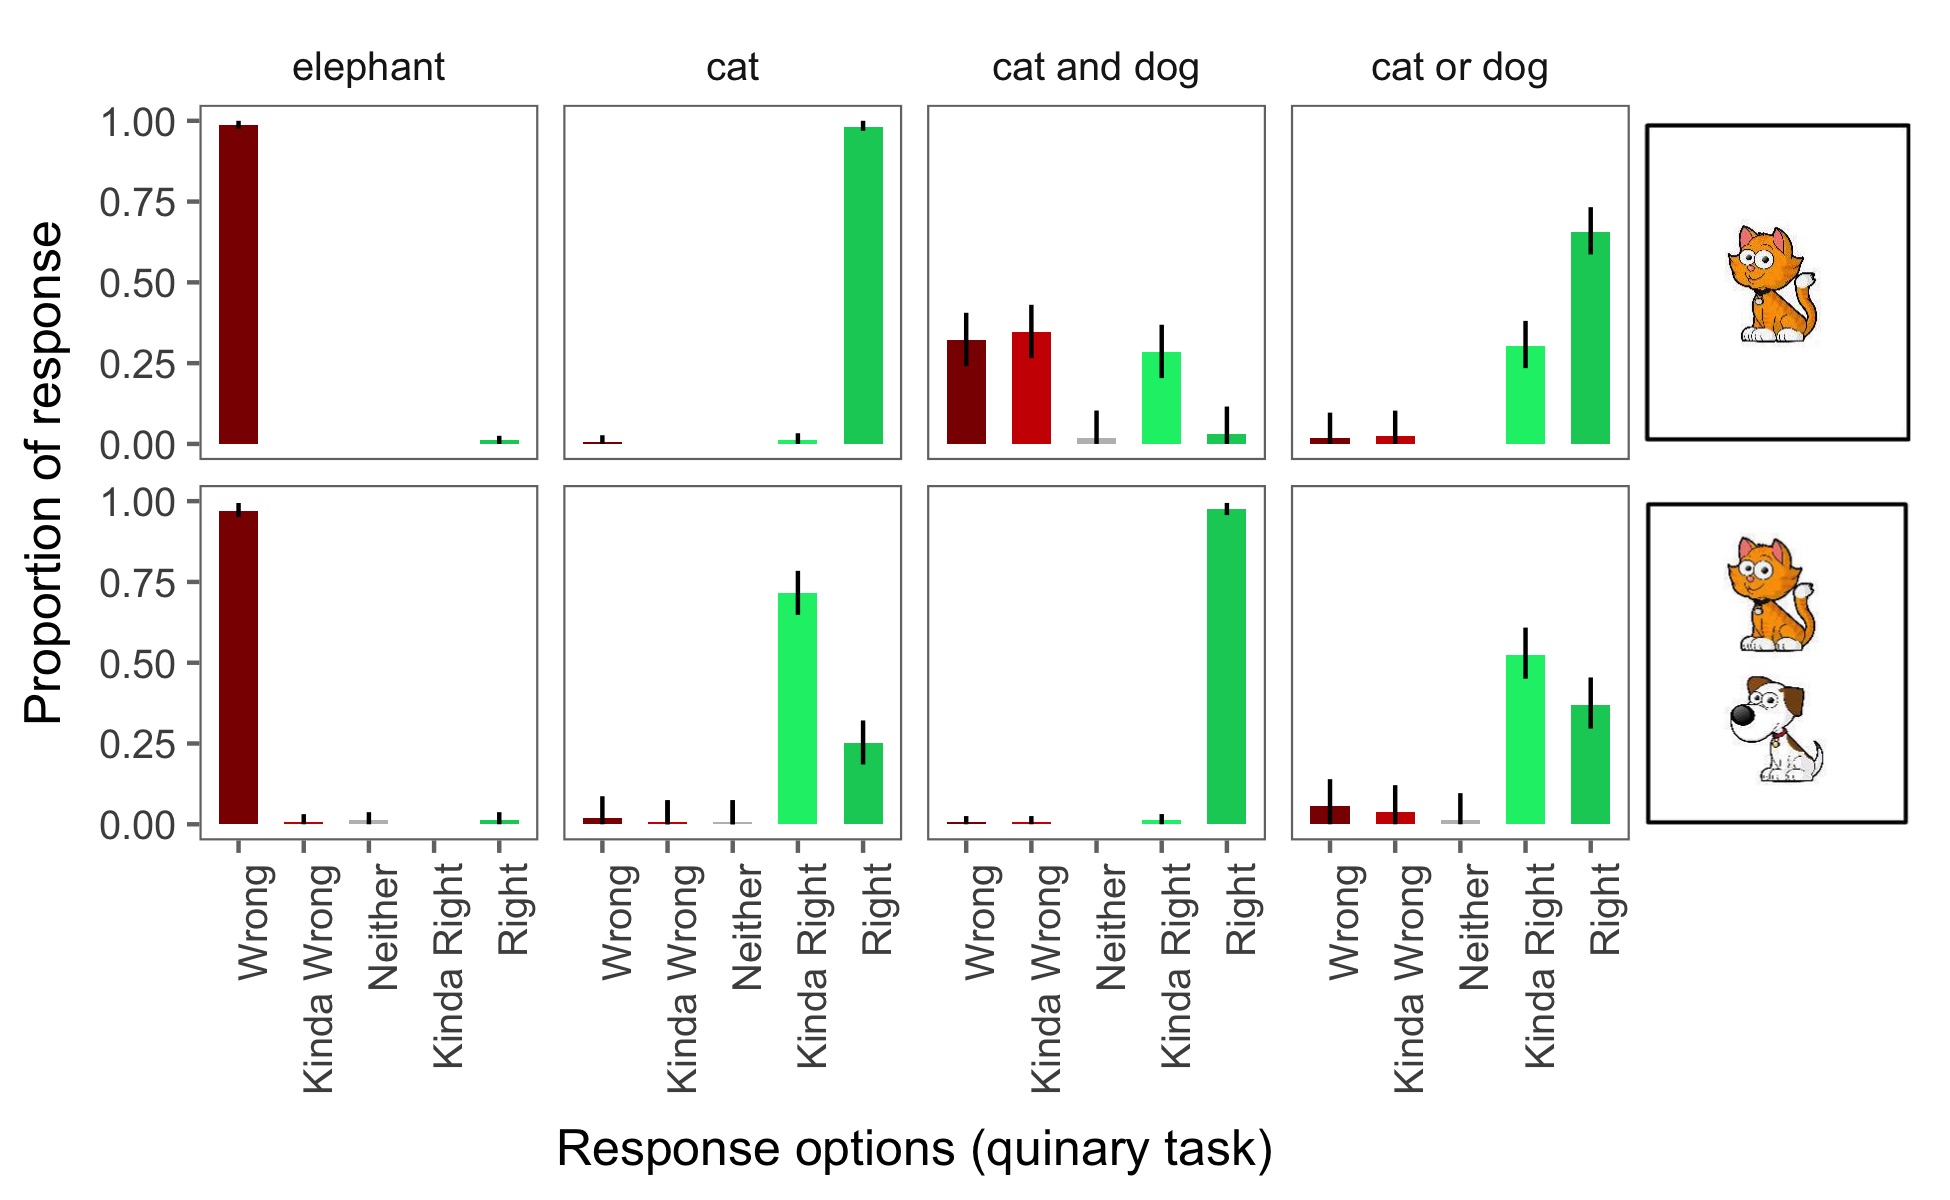 elephant cat cat and dog cat or dog
Proportion of response
1.00
0.75
0.50
0.25
0.00
1.00
0.75
0.50
0.25
0.00
Wrong Kinda Wrong Neither Kinda Right Right Wrong Kinda Wrong Neither Kinda Right Right Wrong Kinda Wrong Neither Kinda Right Right Wrong Kinda Wrong Neither Kinda Right Right
Response options (quinary task)